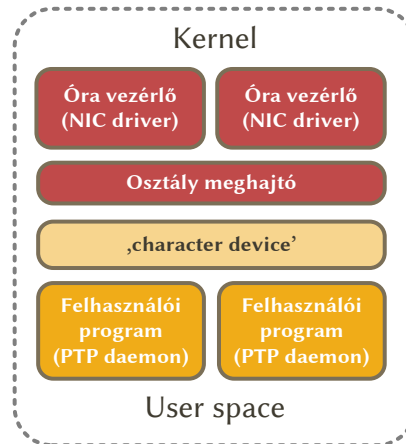 Kernel
Óra vezérlő
(NIC driver)
Óra vezérlő
(NIC driver)
Osztály meghajtó
‚character device’
Felhasználói
program
(PTP daemon)
Felhasználói
program
(PTP daemon)
User space